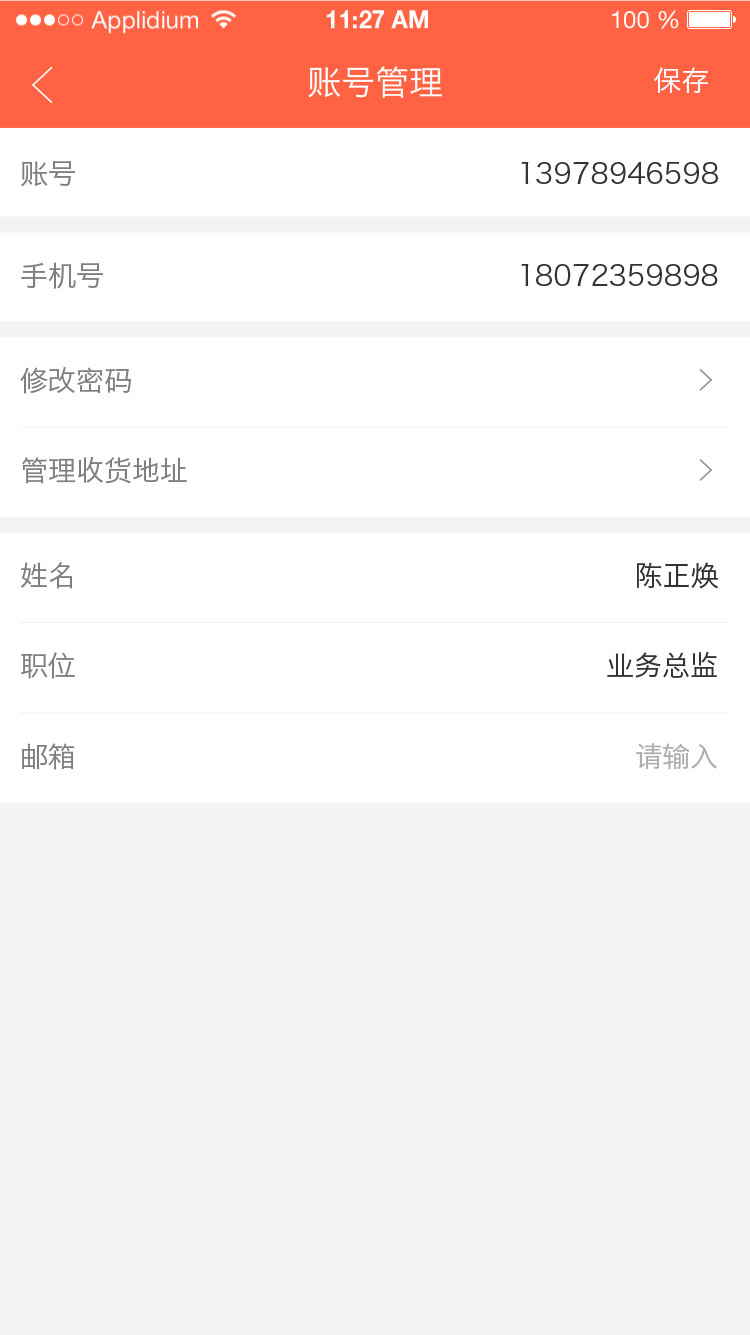 Applidium 11:27 AM 100 %
账号管理 保存
账号 13978946598
手机号 18072359898
修改密码
管理收货地址
姓名 陈正焕
职位 业务总监
邮箱 请输入